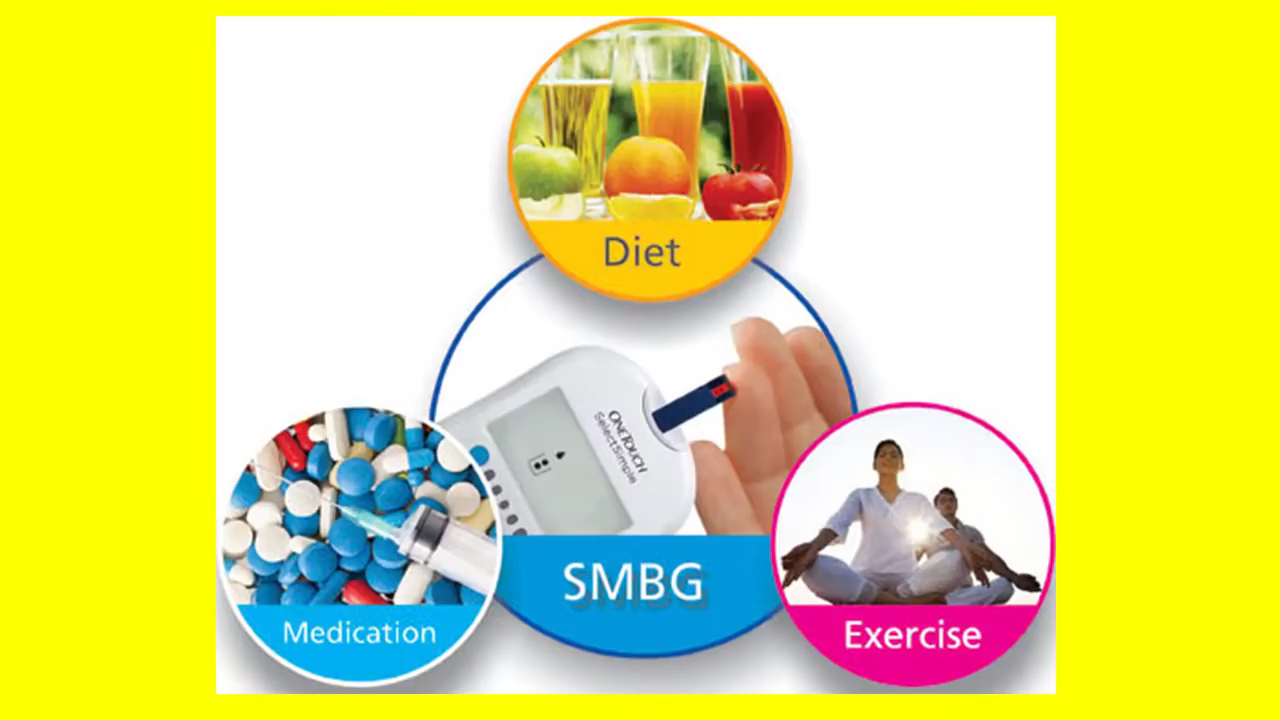 Diet
ONETOUCH
SelectSimple
SMBG
Medication
Exercise